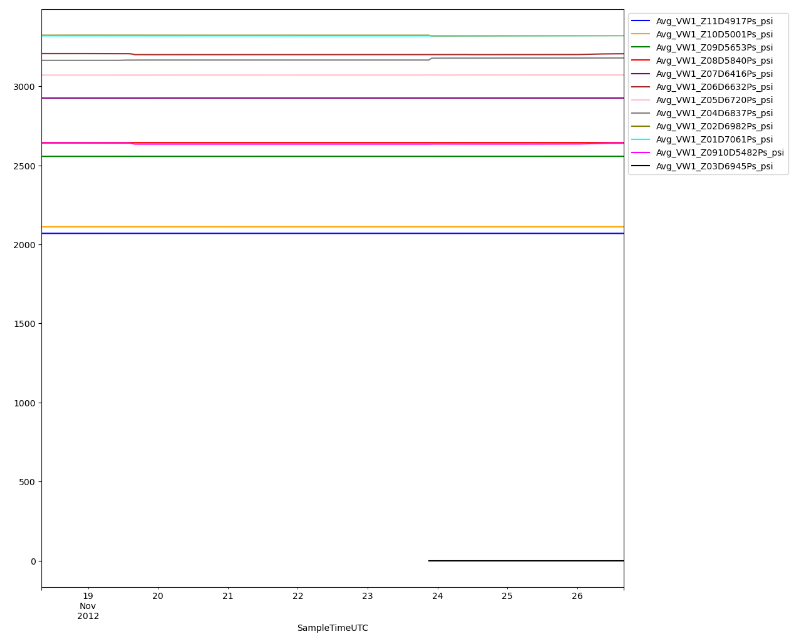 Avg_VW1_Z11D4917Ps_psi
Avg_VW1_Z10D5001Ps_psi
Avg_VW1_Z09D5653Ps_psi
Avg_VW1_Z08D5840Ps_psi
Avg_VW1_Z07D6416Ps_psi
Avg_VW1_Z06D6632Ps_psi
Avg_VW1_Z05D6720Ps_psi
Avg_VW1_Z04D6837Ps_psi
Avg_VW1_Z02D6982Ps_psi
Avg_VW1_Z01D7061Ps_psi
Avg_VW1_Z0910D5482Ps_psi
Avg_VW1_Z03D6945Ps_psi
3000
2500
2000
1500
1000
500
0
19 20 21 22 23 24 25 26
Nov
2012
SampleTimeUTC